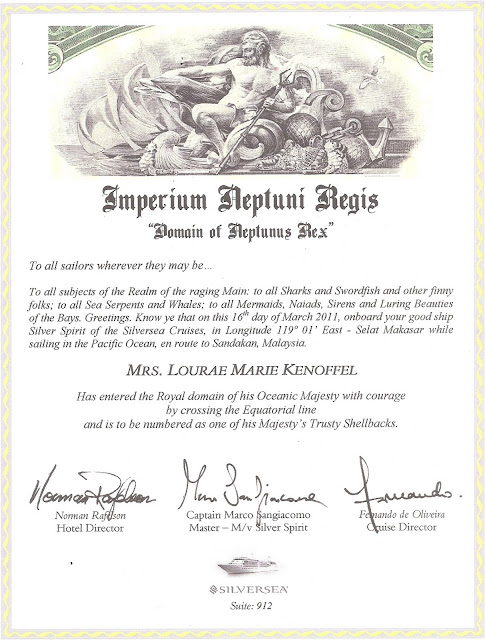 Imperium Neptuni Regis
"Domain of Neptunus Rex"
To all sailors wherever they may be...
To all subjects of the Realm of the raging Main: to all Sharks and Swordfish and other finny
folks; to all Sea Serpents and Whales; to all Mermaids, Naiads, Sirens and Luring Beauties
of the Bays. Greetings. Know ye that on this 16th day of March 2011, onboard your good ship
Silver Spirit of the Silversea Cruises, in Longitude 119° 01' East - Selat Makasar while
sailing in the Pacific Ocean, en route to Sandakan, Malaysia.
MRS. LOURAE MARIE KENOFFEL
Has entered the Royal domain of his Oceanic Majesty with courage
by crossing the Equatorial line
and is to be numbered as one of his Majesty's Trusty Shellbacks.
Norman Rafelson
Hotel Director
Captain Marco Sangiacomo
Master – M/v Silver Spirit
Fernando de Oliveira
Cruise Director
SILVERSEA
Suite: 912